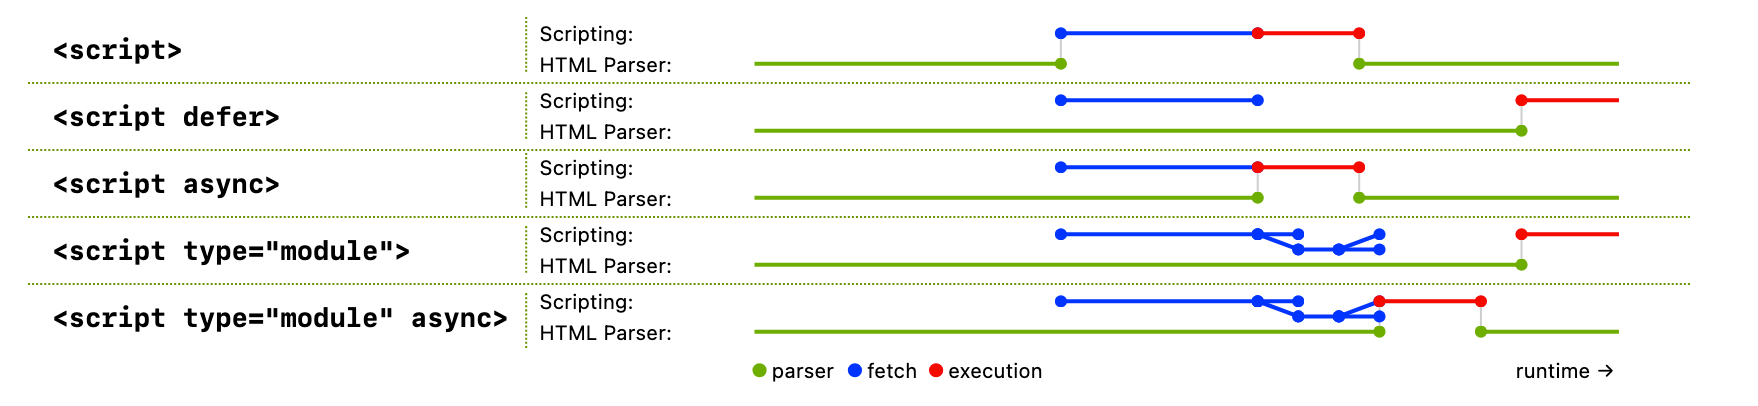 <script>
Scripting:
HTML Parser:
<script defer>
Scripting:
HTML Parser:
<script async>
Scripting:
HTML Parser:
<script type="module">
Scripting:
HTML Parser:
<script type="module" async>
Scripting:
HTML Parser:
parser fetch execution runtime →